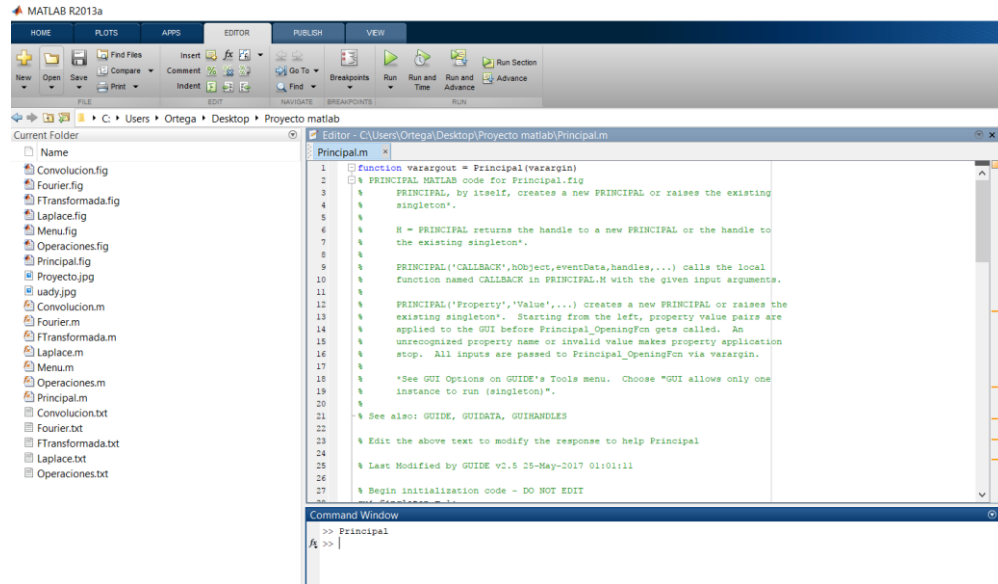 MATLAB R2013a
HOME PLOTS APPS EDITOR PUBLISH VIEW
New Open Save Find Files Compare Print
Insert fx
Comment
Indent
Go To
Find
Breakpoints Run Run and Time Run and Advance Run Section Advance
FILE EDIT NAVIGATE BREAKPOINTS RUN
C: Users Ortega Desktop Proyecto matlab
Current Folder
Name
Convolucion.fig
Fourier.fig
FTransformada.fig
Laplace.fig
Menu.fig
Operaciones.fig
Principal.fig
Proyecto.jpg
uady.jpg
Convolucion.m
Fourier.m
FTransformada.m
Laplace.m
Menu.m
Operaciones.m
Principal.m
Convolucion.txt
Fourier.txt
FTransformada.txt
Laplace.txt
Operaciones.txt
Editor - C:\Users\Ortega\Desktop\Proyecto matlab\Principal.m
Principal.m ×
1 function varargout = Principal(varargin)
2 % PRINCIPAL MATLAB code for Principal.fig
3 % PRINCIPAL, by itself, creates a new PRINCIPAL or raises the existing
4 % singleton*.
5 %
6 % H = PRINCIPAL returns the handle to a new PRINCIPAL or the handle to
7 % the existing singleton*.
8 %
9 % PRINCIPAL('CALLBACK',hObject,eventData,handles,...) calls the local
10 % function named CALLBACK in PRINCIPAL.M with the given input arguments.
11 %
12 % PRINCIPAL('Property','Value',...) creates a new PRINCIPAL or raises the
13 % existing singleton*. Starting from the left, property value pairs are
14 % applied to the GUI before Principal_OpeningFcn gets called. An
15 % unrecognized property name or invalid value makes property application
16 % stop. All inputs are passed to Principal_OpeningFcn via varargin.
17 %
18 % *See GUI Options on GUIDE's Tools menu. Choose "GUI allows only one
19 % instance to run (singleton)".
20 %
21 % See also: GUIDE, GUIDATA, GUIHANDLES
22
23 % Edit the above text to modify the response to help Principal
24
25 % Last Modified by GUIDE v2.5 25-May-2017 01:01:11
26
27 % Begin initialization code - DO NOT EDIT
Command Window
>> Principal
fx >>